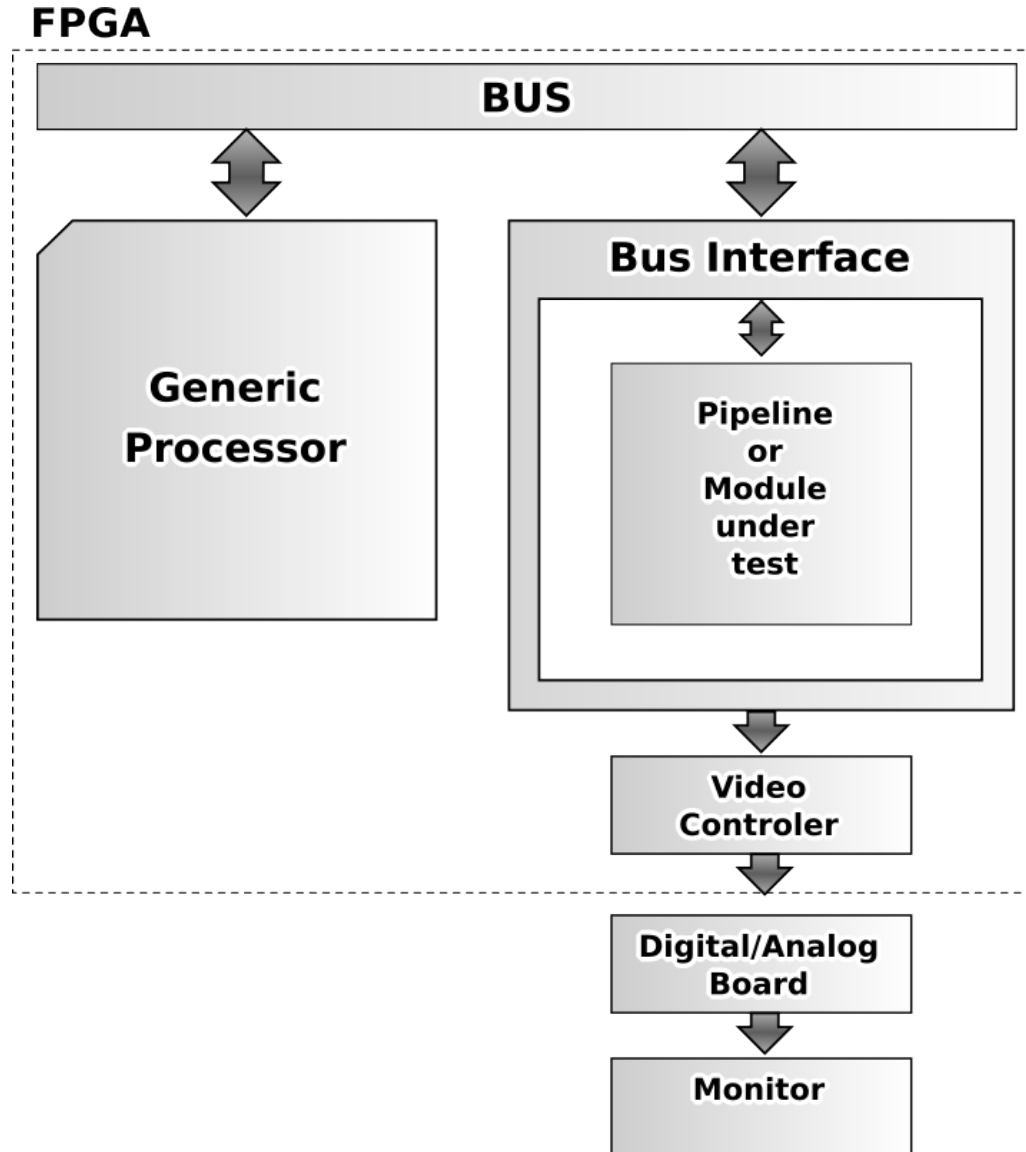 FPGA
BUS
Generic
Processor
Bus Interface
Pipeline
or
Module
under
test
Video
Controler
Digital/Analog
Board
Monitor